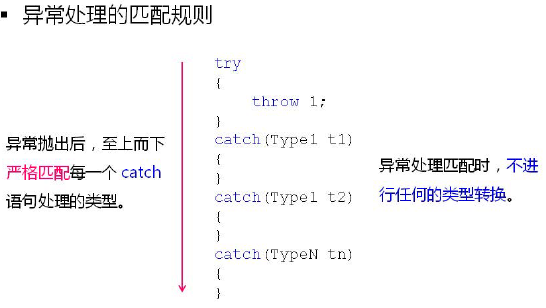 ▪ 异常处理的匹配规则
try
{
throw 1;
}
catch(Type1 t1)
{
}
catch(Type1 t2)
{
}
catch(TypeN tn)
{
}
异常抛出后，至上而下
严格匹配每一个 catch
语句处理的类型。
异常处理匹配时，不进
行任何的类型转换。